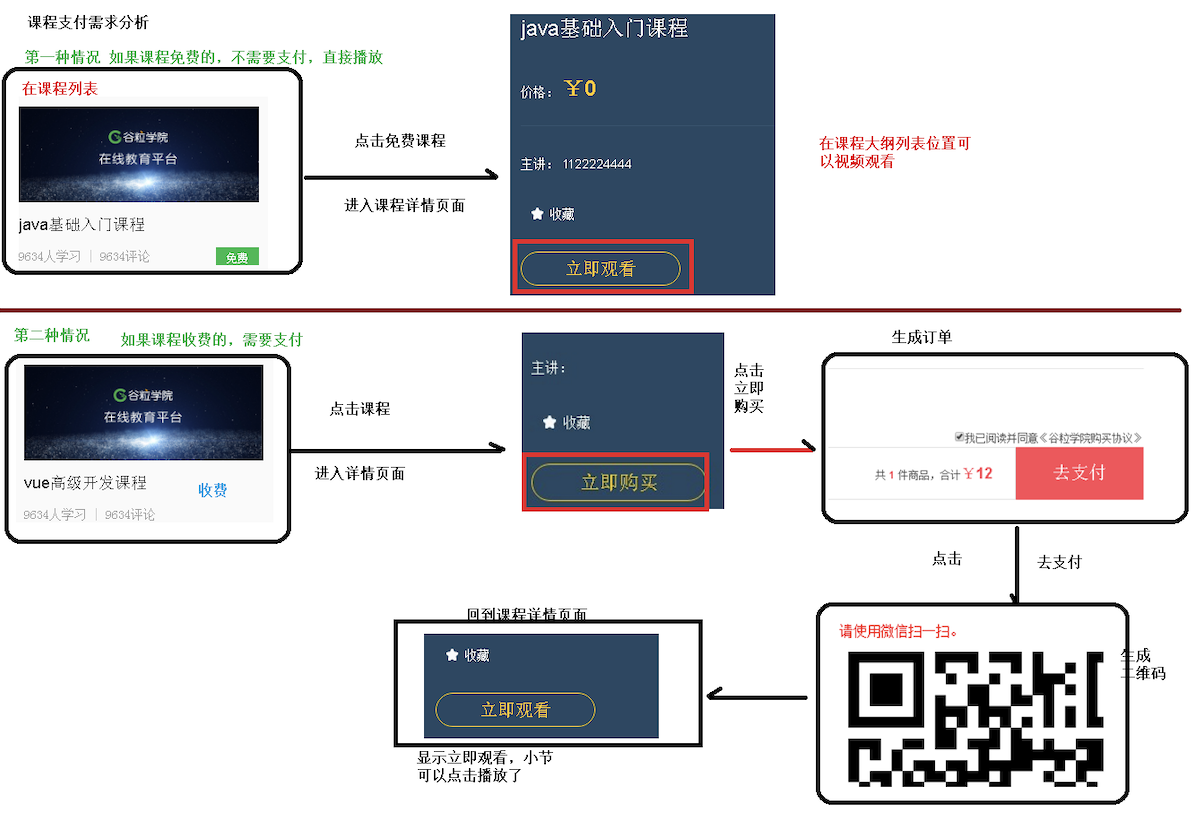 课程支付需求分析
第一种情况 如果课程免费的，不需要支付，直接播放
在课程列表
谷粒学院
在线教育平台
java基础入门课程
9634人学习 | 9634评论
免费
点击免费课程
进入课程详情页面
java基础入门课程
价格： ￥0
主讲： 1122224444
收藏
立即观看
在课程大纲列表位置可
以视频观看
第二种情况 如果课程收费的，需要支付
谷粒学院
在线教育平台
vue高级开发课程
收费
9634人学习 | 9634评论
点击课程
进入详情页面
主讲：
收藏
立即购买
点击
立即
购买
生成订单
我已阅读并同意《谷粒学院购买协议》
共 1 件商品，合计 ￥12
去支付
点击 去支付
请使用微信扫一扫。
生成
二维码
回到课程详情页面
收藏
立即观看
显示立即观看，小节
可以点击播放了